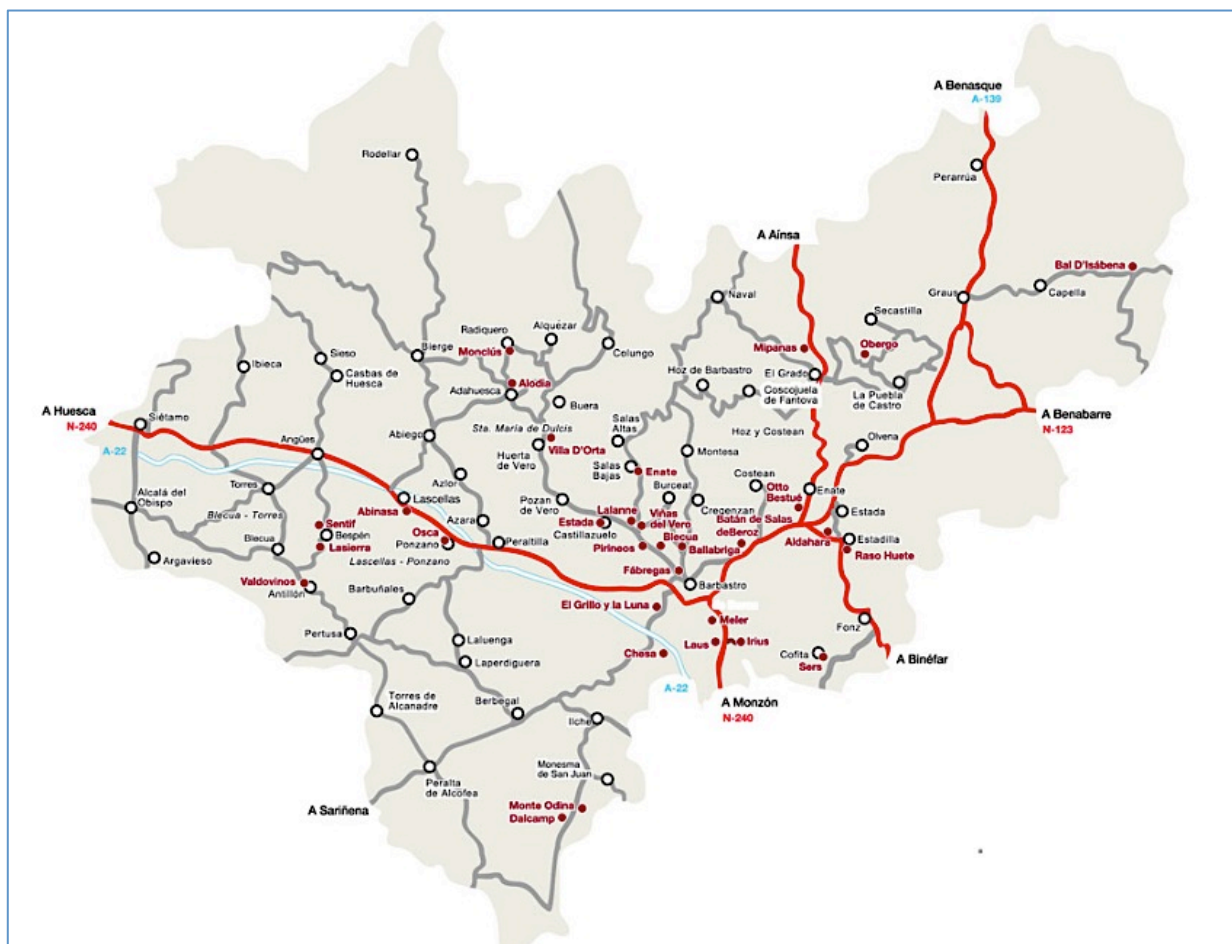 A Benasque
A-139
Rodellar
Perarrúa
A Aínsa
Bal D'Isábena
Graus
Capella
Naval
Secastilla
Radiquero
Alquézar
Monclús
Bierge
Colungo
Mipanas
Obergo
Sieso
Ibieca
Casbas de
Huesca
Hoz de Barbastro
El Grado
Alodia
Adahuesca
Coscojuela
de Fantova
La Puebla
de Castro
Buera
A Huesca
N-240
Siétamo
Salas
Altas
A Benabarre
N-123
Sta. María de Dulcis
Hoz y Costean
Abiego
Angües
Villa D'Orta
Olvena
A-22
Huerta
de Vero
Montesa
Salas
Bajas
Enate
Costean
Azlor
Burceat
Otto
Bestué
Enate
Torres
Alcalá del
Obispo
Lascellas
Pozan
de Vero
Cregenzan
Abinasa
Lalanne
Viñas
del Vero
Estada
Blecua - Torres
Azara
Estada
Castillazuelo
Batán de Salas
deBeroz
Sentif
Bespén
Osca
Ponzano
Peraltilla
Aldahara
Estadilla
Blecua
Lasierra
Pirineos
Blecua
Ballabriga
Raso Huete
Argavieso
Lascellas - Ponzano
Fábregas
Valdovinos
Antillón
Barbuñales
Barbastro
El Grillo y la Luna
Meler
Fonz
Pertusa
Laluenga
Laus
Irius
Chesa
Cofita
Sers
A Binéfar
Laperdiguera
A-22
Torres de
Alcanadre
Berbegal
A Monzón
N-240
Ilche
Monesma
de San Juan
Peralta
de Alcofea
A Sariñena
Monte Odina
Dalcamp